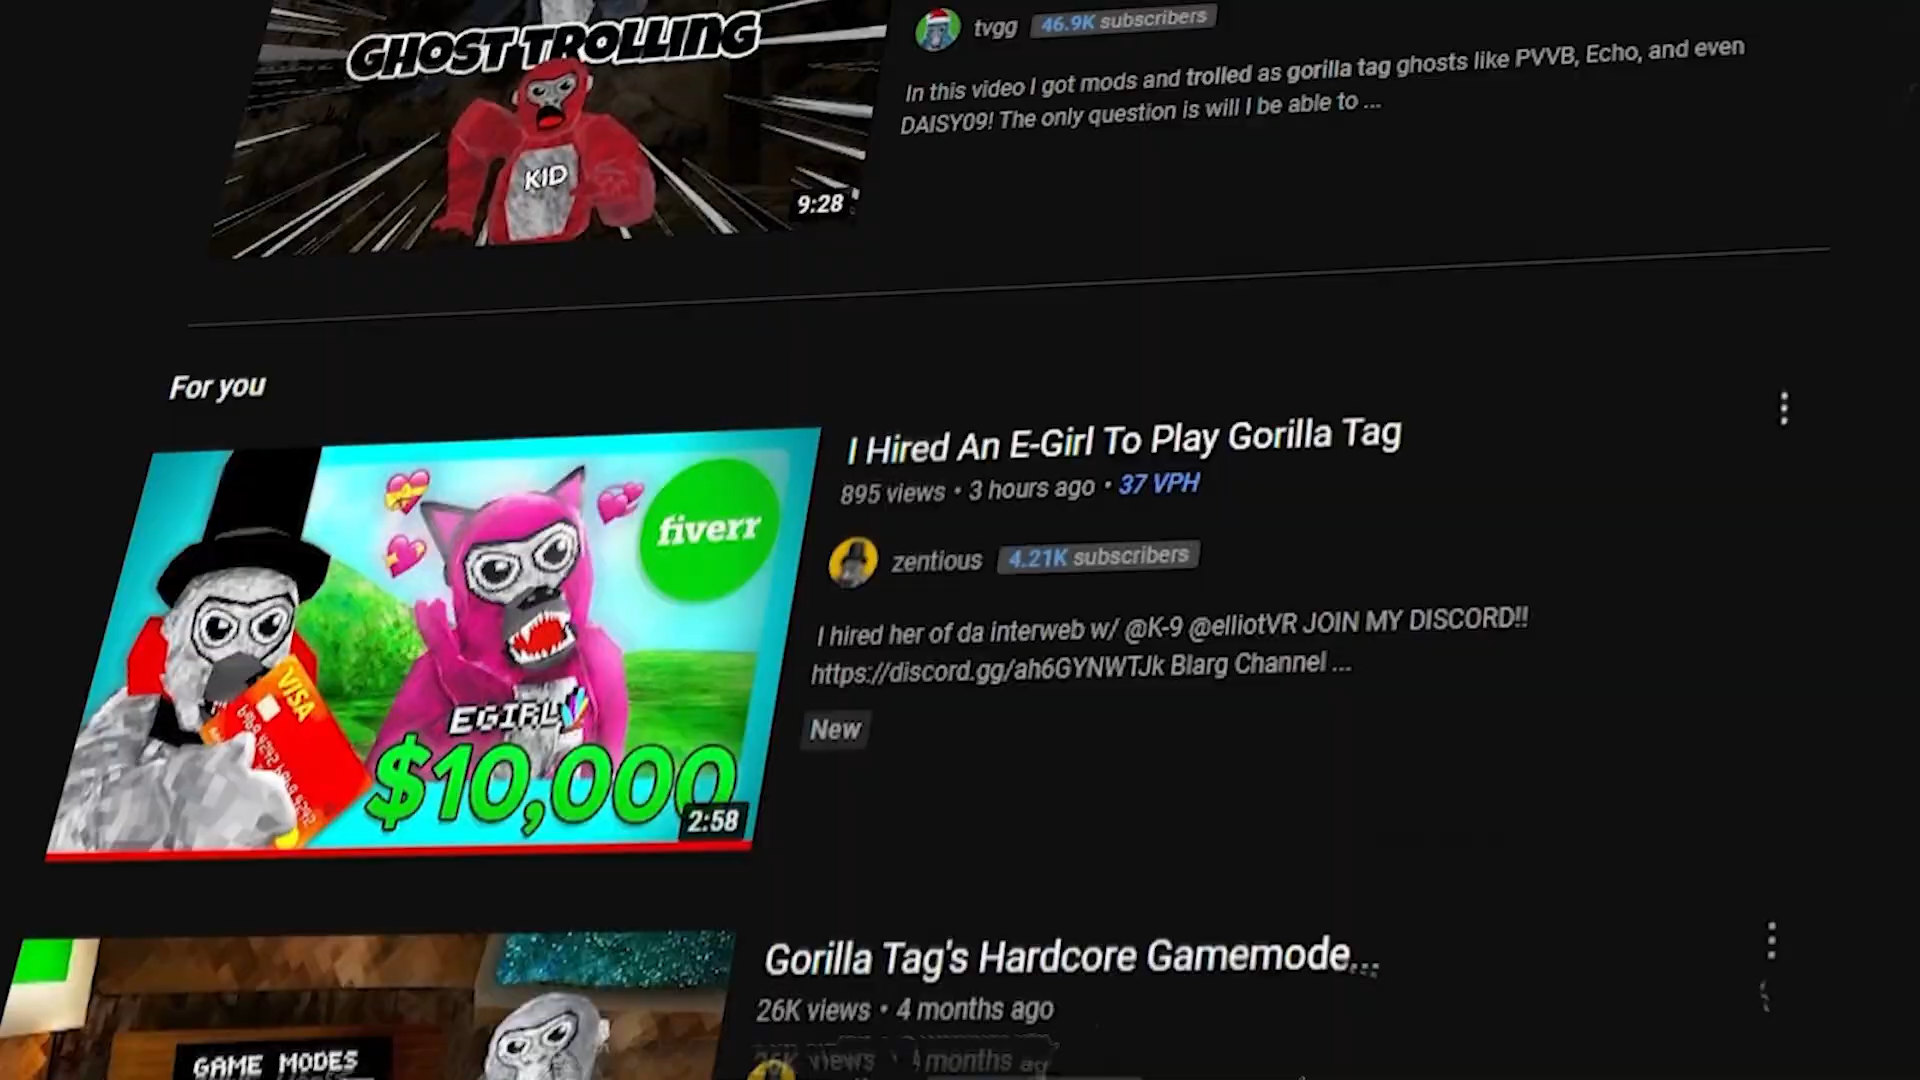 GHOST TROLLING
KID
9:28
tvgg 46.9K subscribers
In this video I got mods and trolled as gorilla tag ghosts like PVVB, Echo, and even
DAISY09! The only question is will I be able to ...
For you
fiverr
VISA
EGIRL
$10,000
2:58
I Hired An E-Girl To Play Gorilla Tag
895 views • 3 hours ago • 37 VPH
zentious 4.21K subscribers
I hired her of da interweb w/ @K-9 @elliotVR JOIN MY DISCORD!!
https://discord.gg/ah6GYNWTJk Blarg Channel ...
New
GAME MODES
Gorilla Tag's Hardcore Gamemode...
26K views • 4 months ago
26K views • 4 months